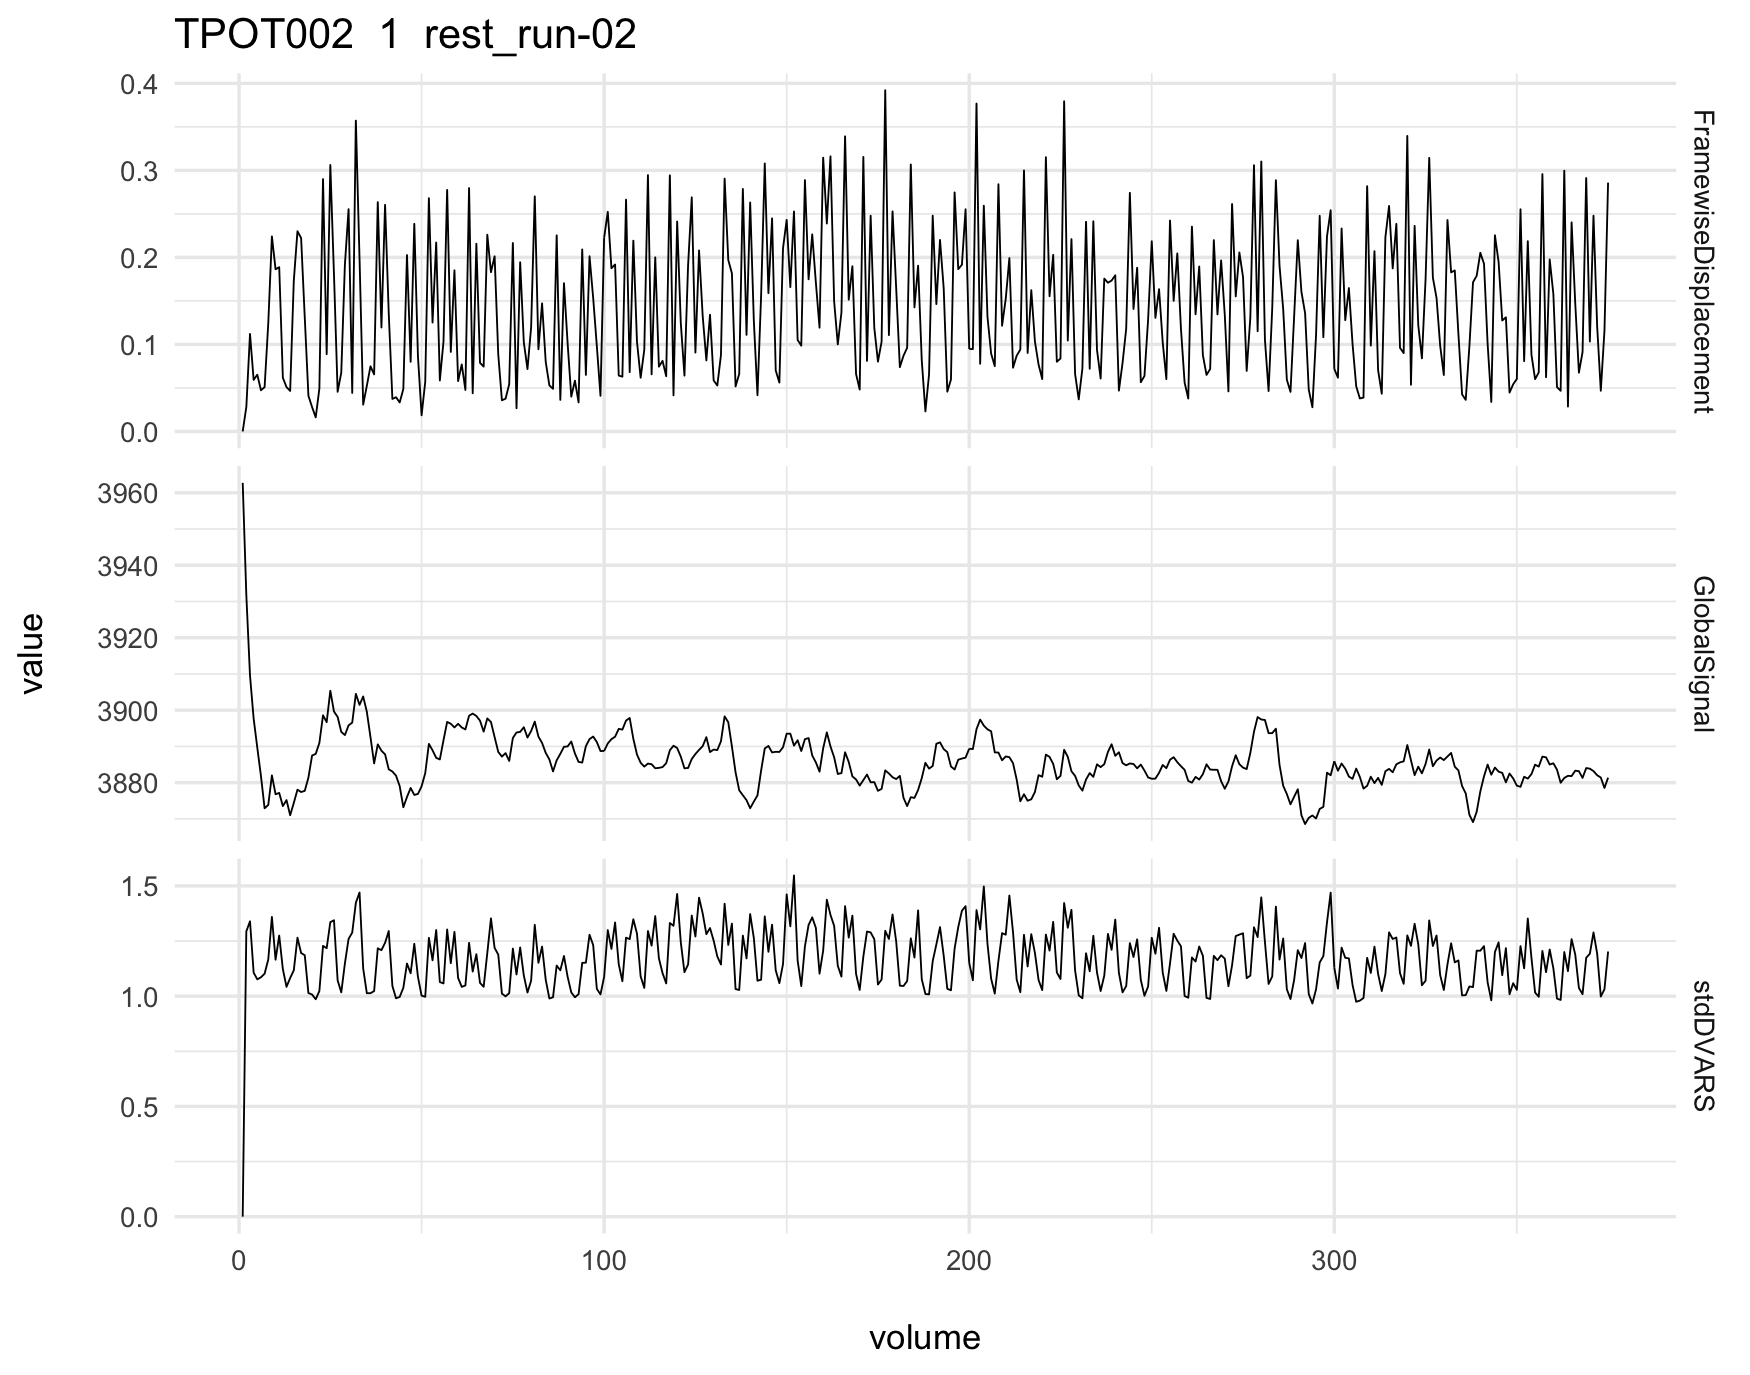 TPOT002 1 rest_run-02
0.4
0.3
0.2
0.1
0.0
FramewiseDisplacement
3960
3940
3920
3900
3880
GlobalSignal
value
1.5
1.0
0.5
0.0
stdDVARS
0 100 200 300
volume